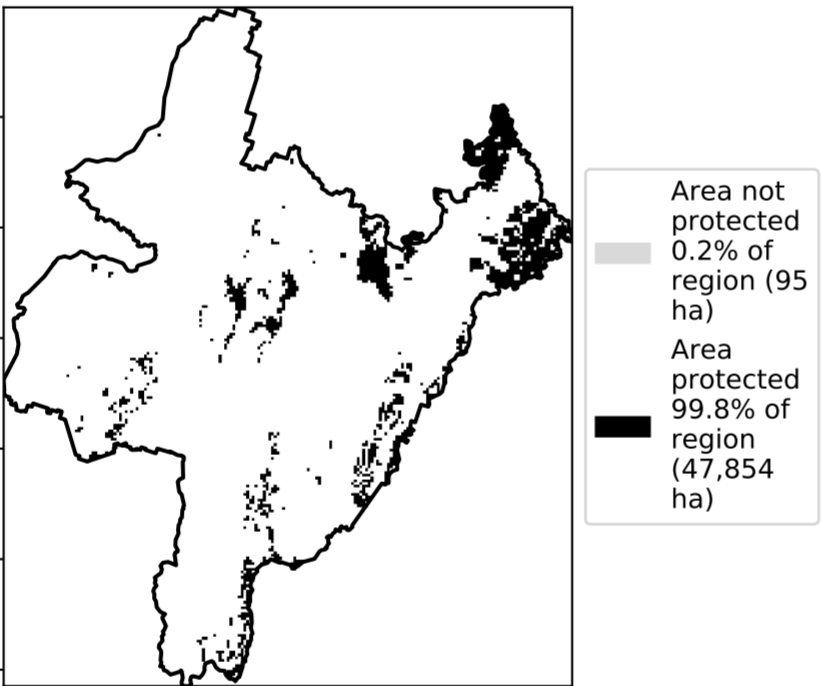 Area not
protected
0.2% of
region (95
ha)
Area
protected
99.8% of
region
(47,854
ha)